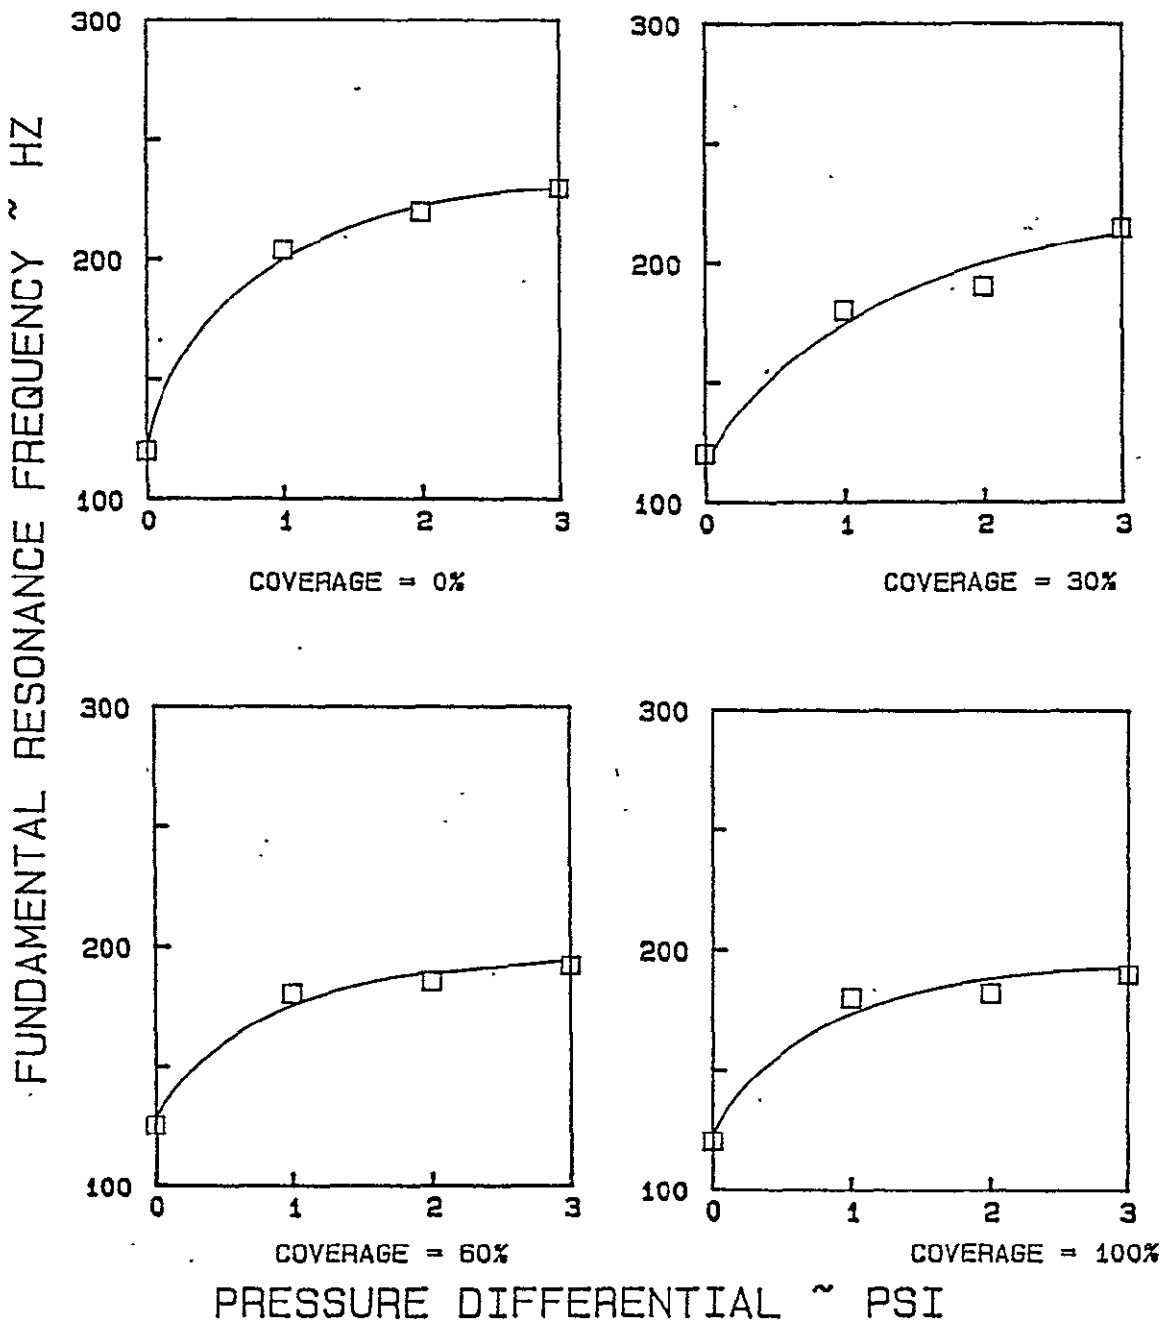 FUNDAMENTAL RESONANCE FREQUENCY ~ HZ
300
200
100
0 1 2 3
COVERAGE = 0%
300
200
100
0 1 2 3
COVERAGE = 30%
300
200
100
0 1 2 3
COVERAGE = 60%
300
200
100
0 1 2 3
COVERAGE = 100%
PRESSURE DIFFERENTIAL ~ PSI